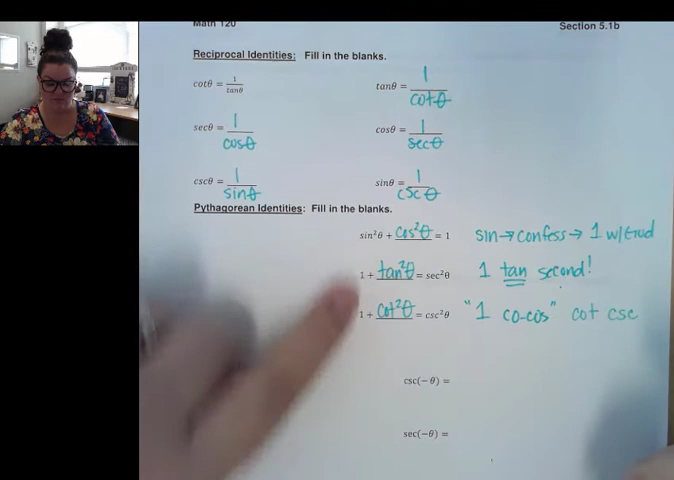 Math 120 Section 5.1b
Reciprocal Identities: Fill in the blanks.
cotθ = 1/tanθ tanθ = 1/cotθ
secθ = 1/cosθ cosθ = 1/secθ
cscθ = 1/sinθ sinθ = 1/cscθ
Pythagorean Identities: Fill in the blanks.
sin²θ + cos²θ = 1 sin→confess→1 w/God
1 + tan²θ = sec²θ 1 tan second!
1 + cot²θ = csc²θ "1 co-cos" cot csc
csc(−θ) =
sec(−θ) =